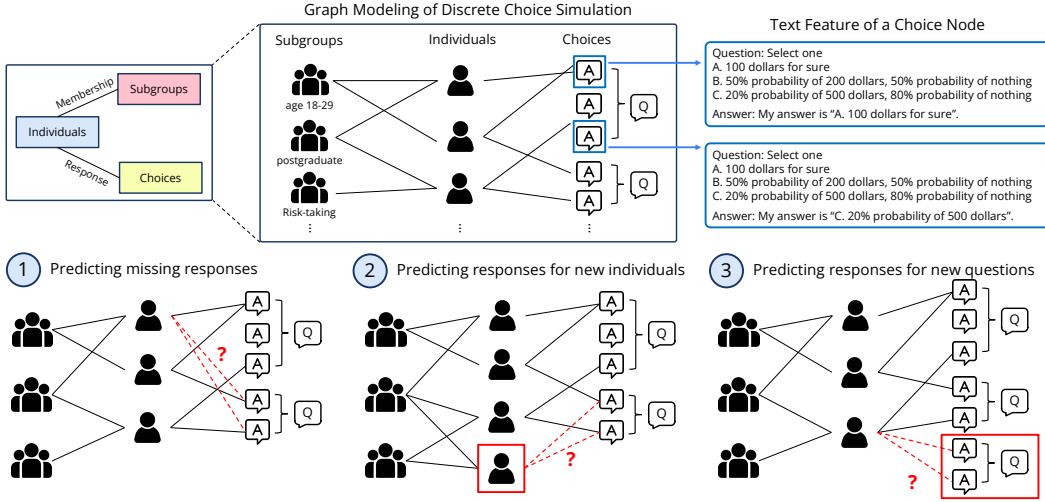 Graph Modeling of Discrete Choice Simulation
Text Feature of a Choice Node
Membership
Subgroups
Individuals
Response
Choices
Subgroups
Individuals
Choices
age 18-29
postgraduate
Risk-taking
...
...
...
A
A
Q
A
A
Q
Question: Select one
A. 100 dollars for sure
B. 50% probability of 200 dollars, 50% probability of nothing
C. 20% probability of 500 dollars, 80% probability of nothing
Answer: My answer is “A. 100 dollars for sure”.
Question: Select one
A. 100 dollars for sure
B. 50% probability of 200 dollars, 50% probability of nothing
C. 20% probability of 500 dollars, 80% probability of nothing
Answer: My answer is “C. 20% probability of 500 dollars”.
1 Predicting missing responses
A
A
A
Q
?
A
A
Q
2 Predicting responses for new individuals
A
A
A
Q
A
A
Q
?
3 Predicting responses for new questions
A
A
A
Q
A
A
Q
A
A
Q
?